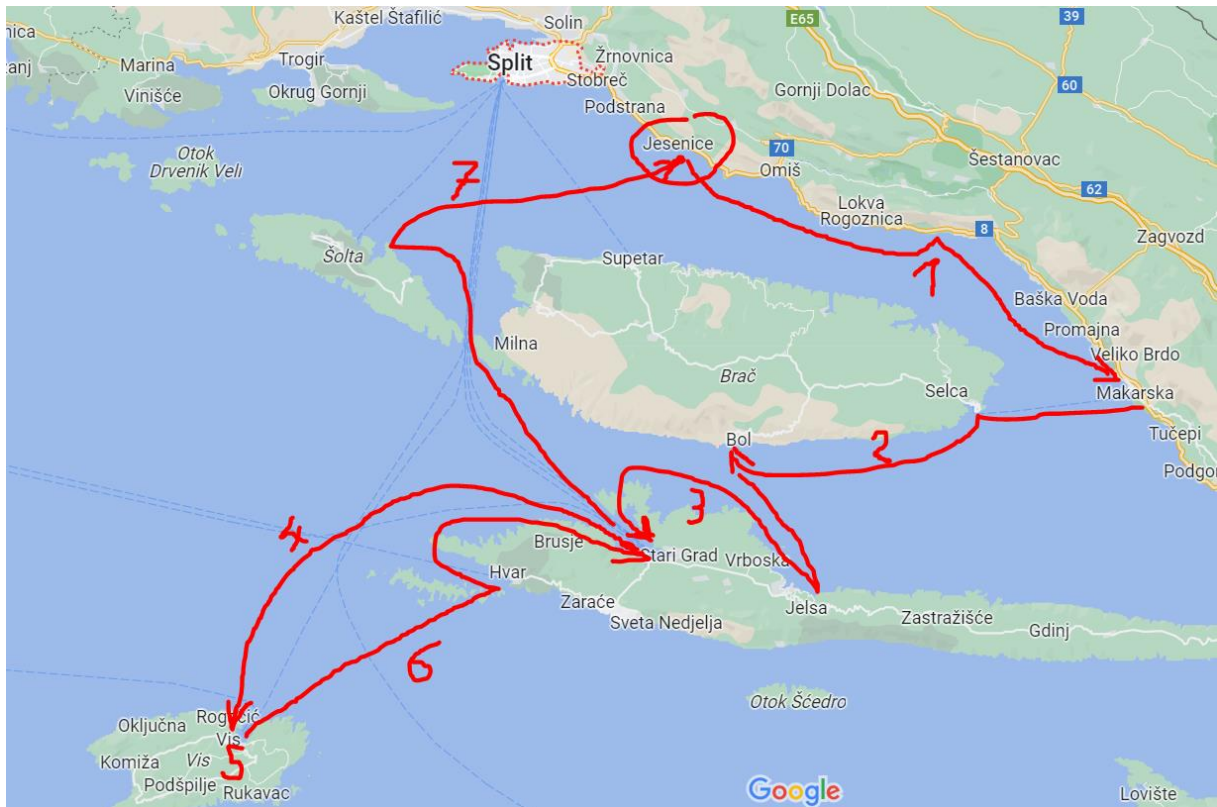 39
Kaštel Štafilić
Solin
E65
nica
Split
Žrnovnica
Trogir
Marina
Stobreč
60
Gornji Dolac
Vinišće
Okrug Gornji
Podstrana
Jesenice
70
Otok
Drvenik Veli
Omiš
Šestanovac
7
62
Lokva
Rogoznica
8
Zagvozd
Šolta
Supetar
1
Baška Voda
Promajna
Milna
Veliko Brdo
Brač
Selca
Makarska
Bol
2
Tučepi
Podgor
3
4
Brusje
Stari Grad
Vrboska
Hvar
Zaraće
Jelsa
Zastražišće
Sveta Nedjelja
Gdinj
6
Otok Šćedro
Oključna
Rogačić
Vis
Komiža
Vis
5
Podšpilje
Rukavac
Google
Lovište